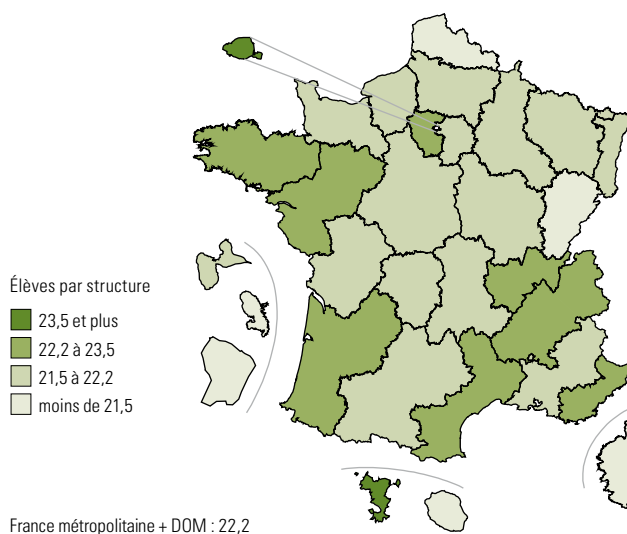 Élèves par structure
23,5 et plus
22,2 à 23,5
21,5 à 22,2
moins de 21,5
France métropolitaine + DOM : 22,2